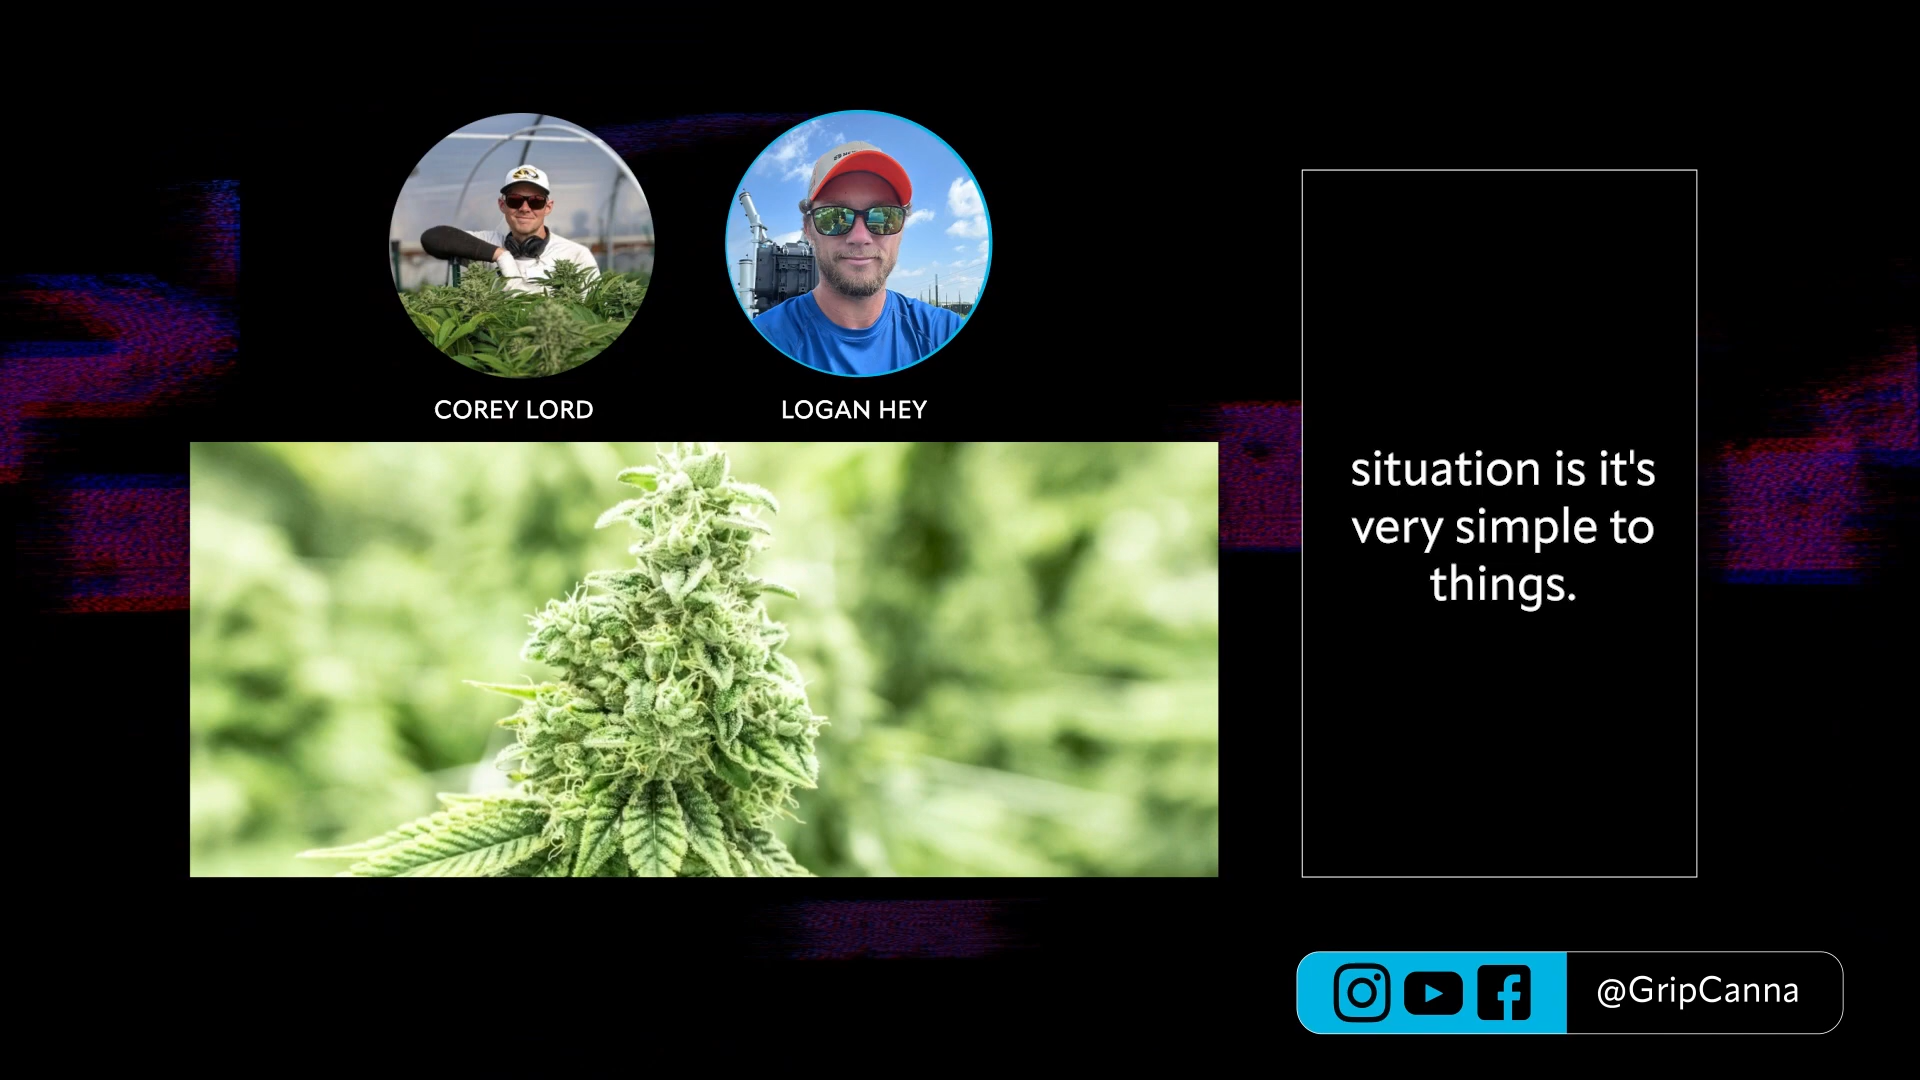 COREY LORD
LOGAN HEY
situation is it's
very simple to
things.
@GripCanna